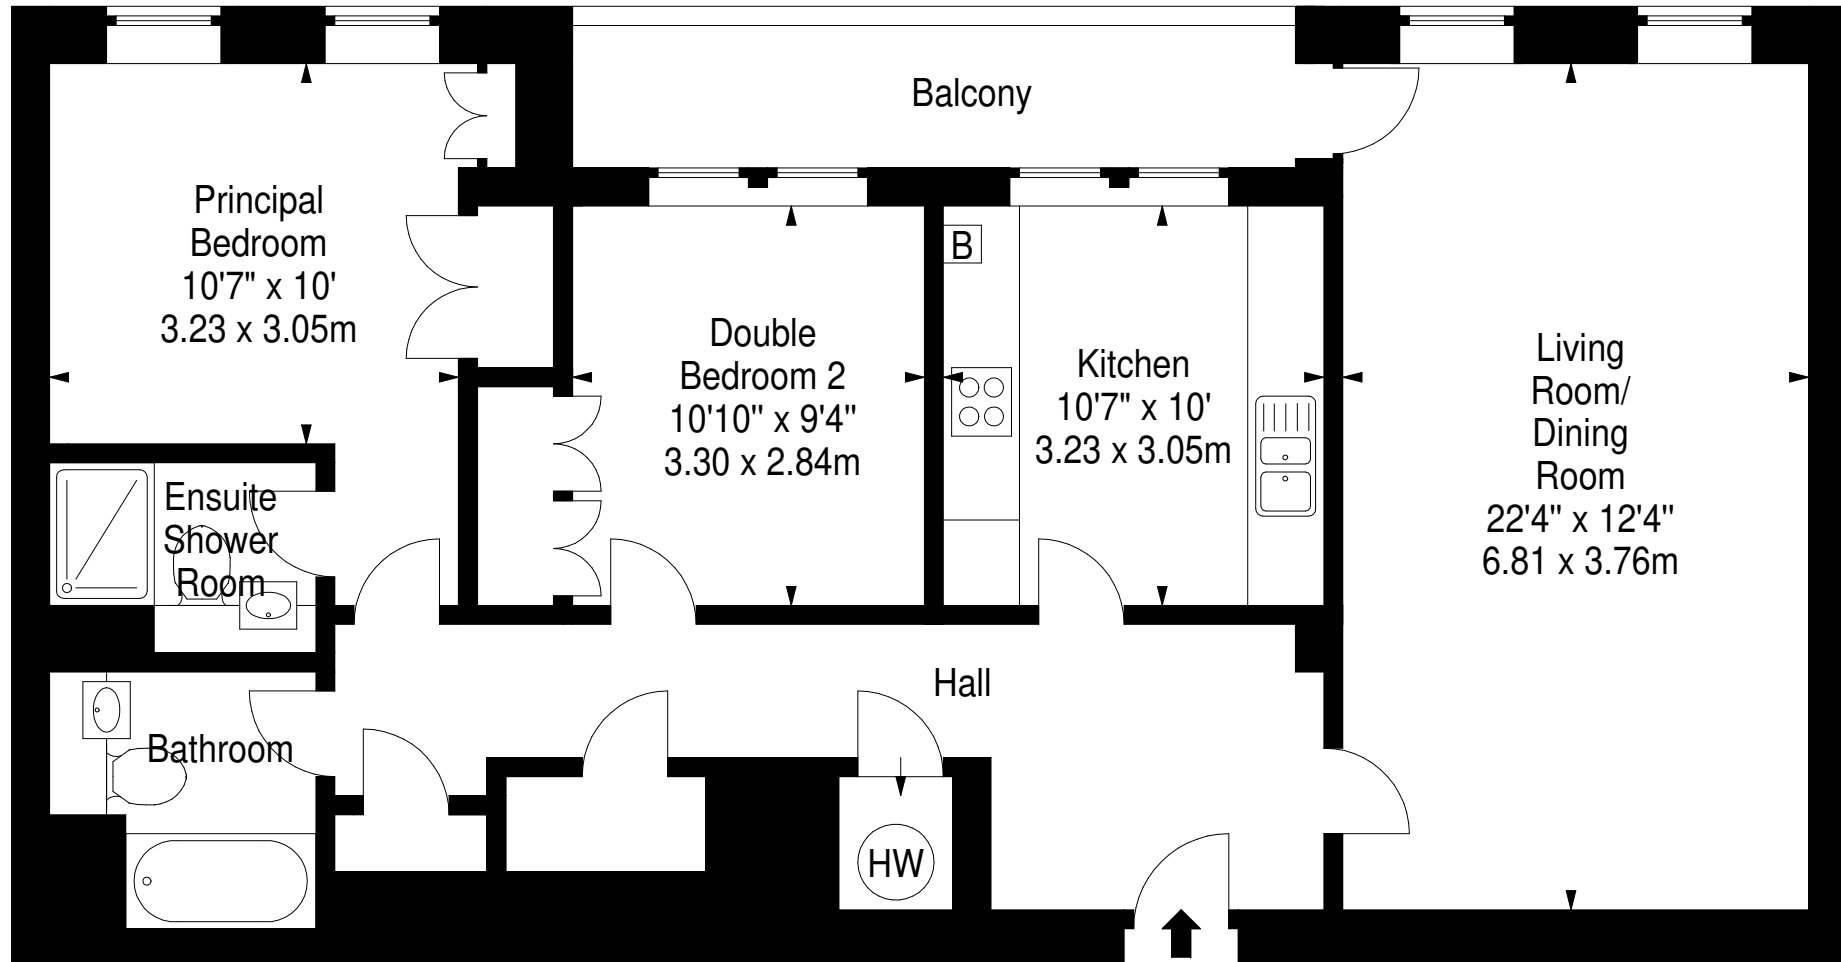 Balcony
Principal
Bedroom
10'7" x 10'
3.23 x 3.05m
Double
Bedroom 2
10'10" x 9'4"
3.30 x 2.84m
B
Kitchen
10'7" x 10'
3.23 x 3.05m
Living
Room/
Dining
Room
22'4" x 12'4"
6.81 x 3.76m
Ensuite
Shower
Room
Hall
Bathroom
HW